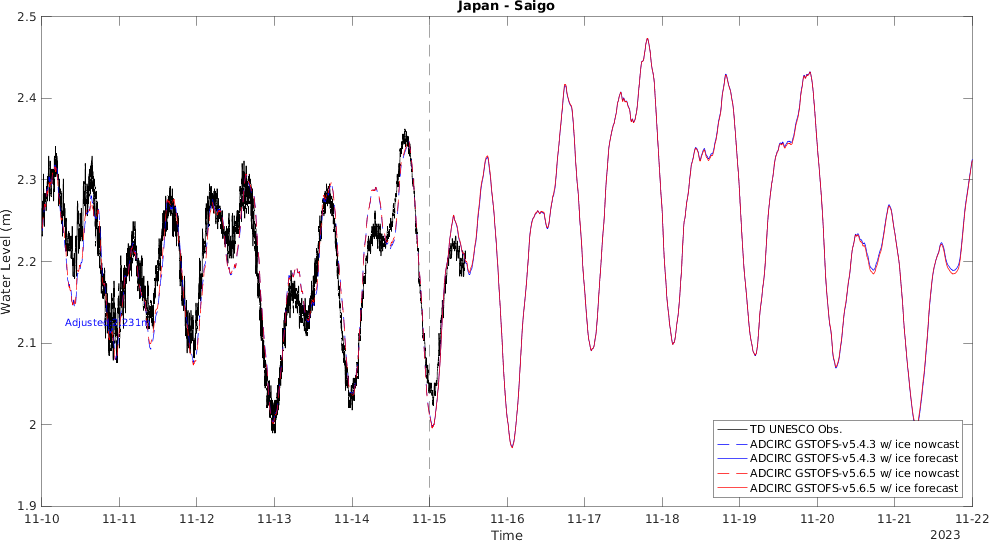 Japan - Saigo
Water Level (m)
2.5
2.4
2.3
2.2
2.1
2
1.9
Adjusted 231m
11-10
11-11
11-12
11-13
11-14
11-15
11-16
11-17
11-18
11-19
11-20
11-21
11-22
Time
2023
TD UNESCO Obs.
ADCIRC GSTOFS-v5.4.3 w/ ice nowcast
ADCIRC GSTOFS-v5.4.3 w/ ice forecast
ADCIRC GSTOFS-v5.6.5 w/ ice nowcast
ADCIRC GSTOFS-v5.6.5 w/ ice forecast